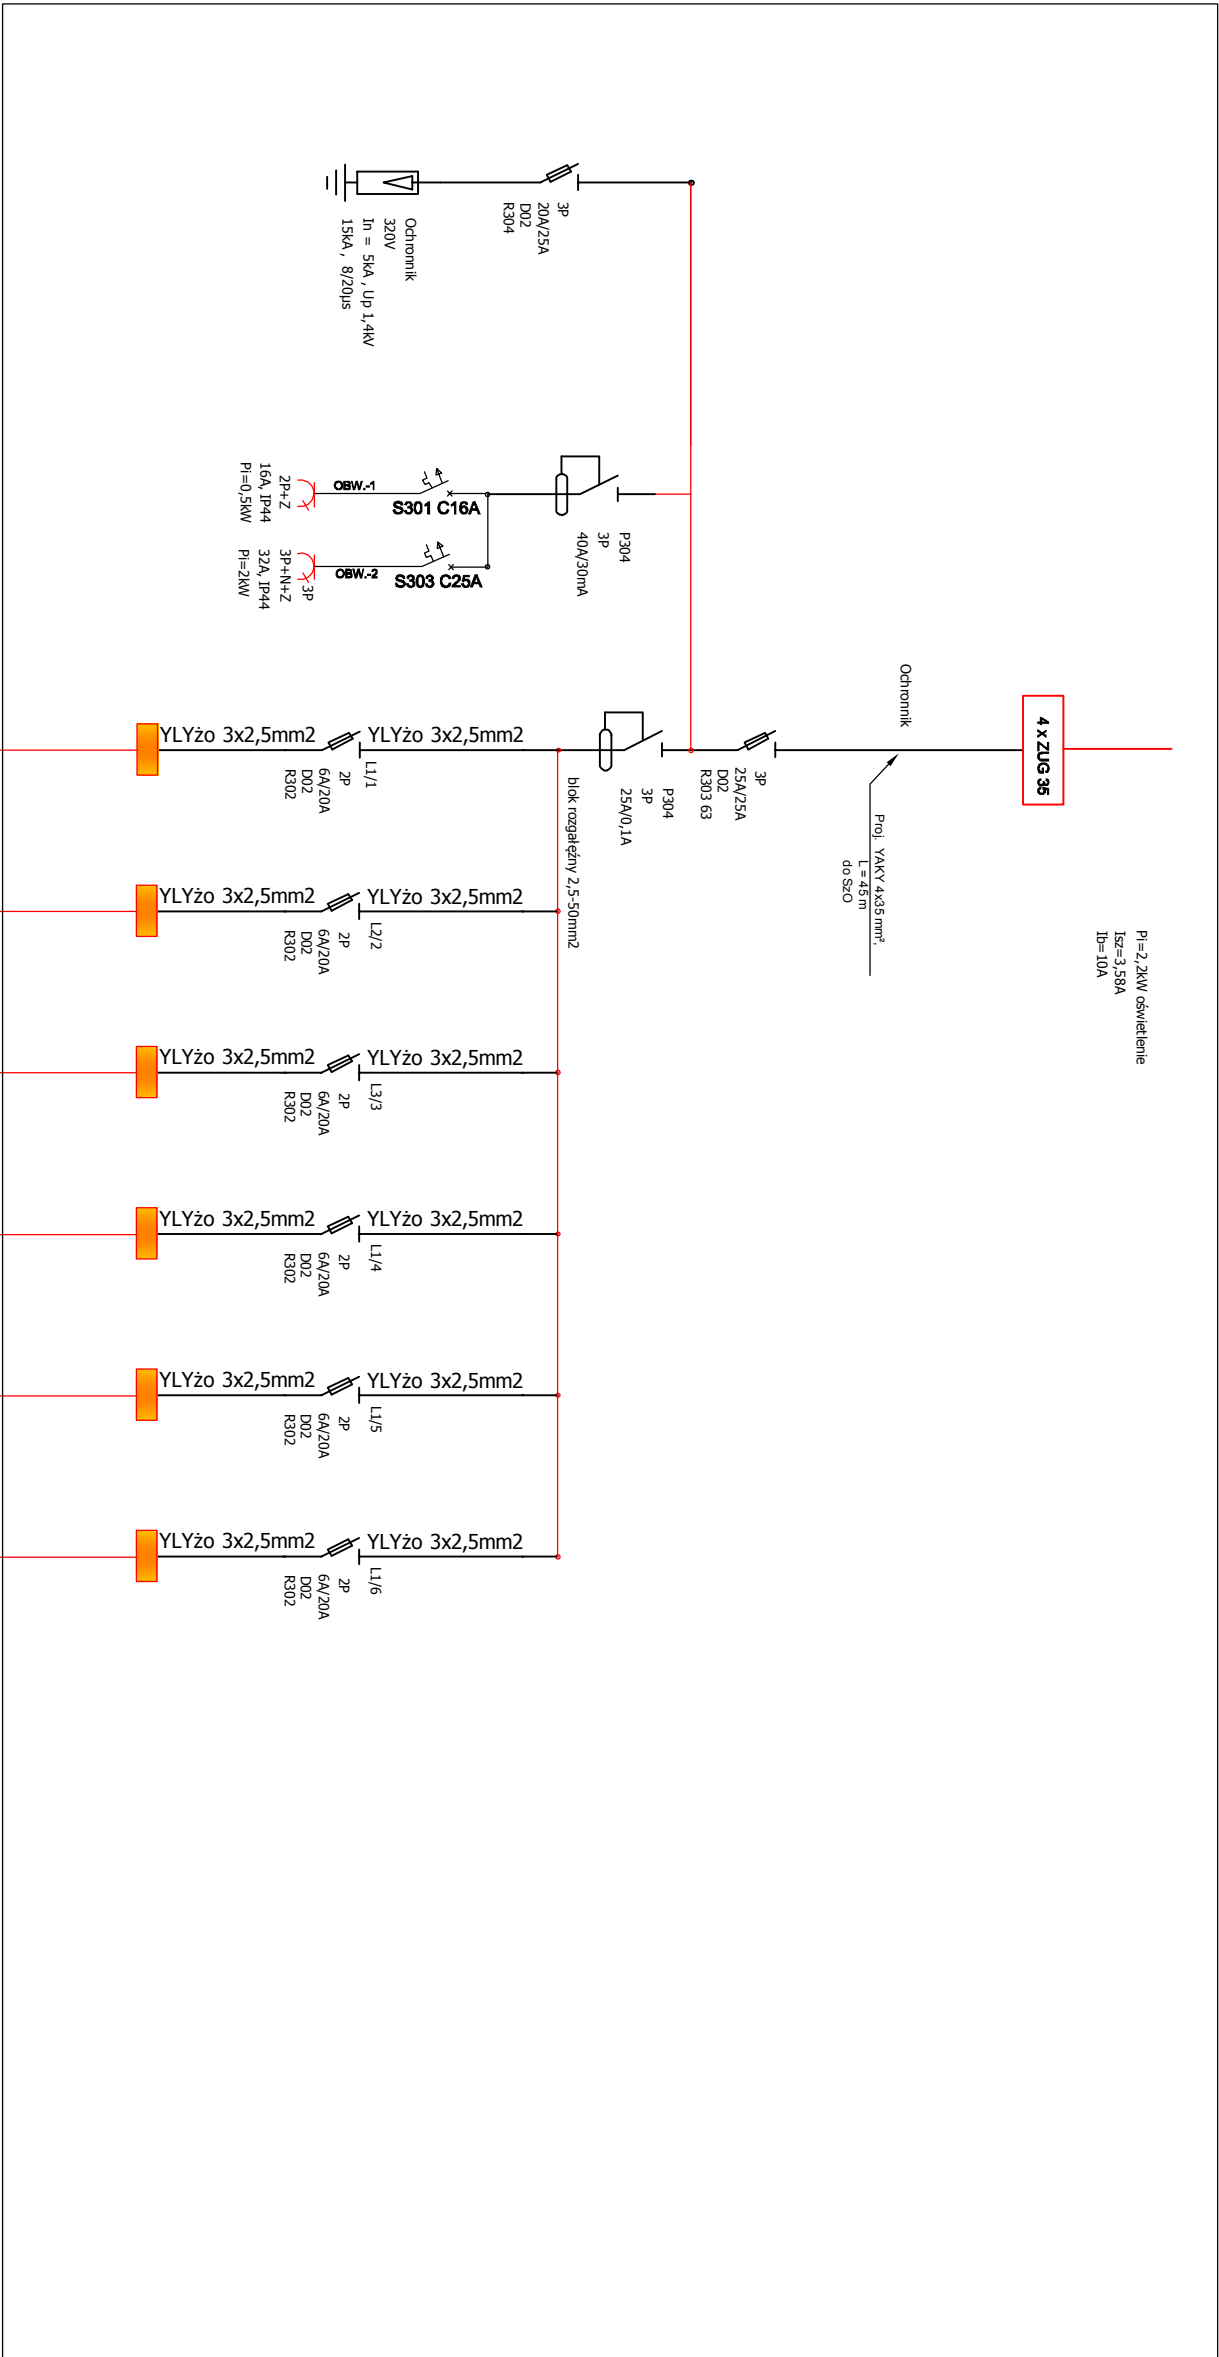 Pi=2,2kW oświetlenie
Isz=3,58A
Ib=10A
4 x ZUG 35
Proj. YAKY 4x35 mm²,
L = 45 m
do SzO
Ochronnik
3P
25A/25A
D02
R303 63
P304
3P
25A/0,1A
blok rozgałęźny 2,5-50mm2
3P
20A/25A
D02
R304
Ochronnik
320V
In = 5kA , Up 1,4kV
15kA , 8/20µs
P304
3P
40A/30mA
S301 C16A
OBW.-1
2P+Z
16A, IP44
Pi=0,5kW
S303 C25A
OBW.-2
3P
3P+N+Z
32A, IP44
Pi=2kW
YLYżo 3x2,5mm2
YLYżo 3x2,5mm2
L1/1
2P
6A/20A
D02
R302
YLYżo 3x2,5mm2
YLYżo 3x2,5mm2
L2/2
2P
6A/20A
D02
R302
YLYżo 3x2,5mm2
YLYżo 3x2,5mm2
L3/3
2P
6A/20A
D02
R302
YLYżo 3x2,5mm2
YLYżo 3x2,5mm2
L1/4
2P
6A/20A
D02
R302
YLYżo 3x2,5mm2
YLYżo 3x2,5mm2
L1/5
2P
6A/20A
D02
R302
YLYżo 3x2,5mm2
YLYżo 3x2,5mm2
L1/6
2P
6A/20A
D02
R302